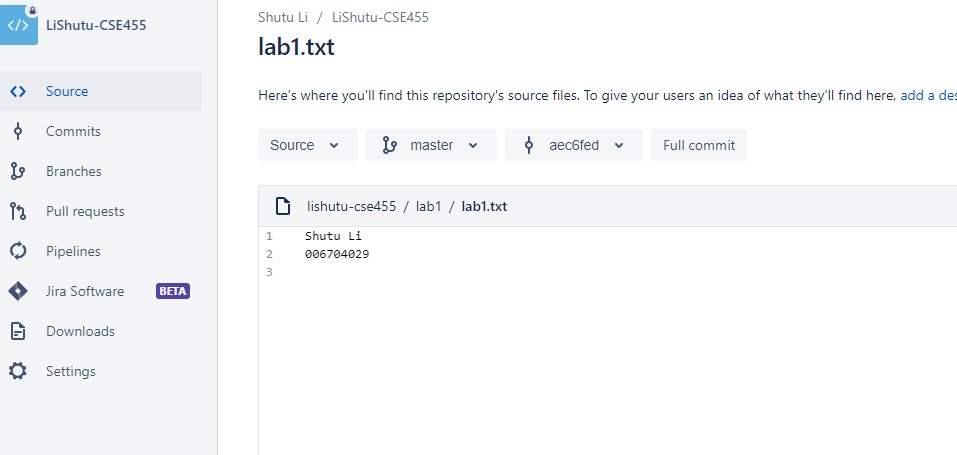 LiShutu-CSE455
Source
Commits
Branches
Pull requests
Pipelines
Jira Software BETA
Downloads
Settings
Shutu Li / LiShutu-CSE455
lab1.txt
Here's where you'll find this repository's source files. To give your users an idea of what they'll find here, add a des
Source master aec6fed Full commit
lishutu-cse455 / lab1 / lab1.txt
1 Shutu Li
2 006704029
3